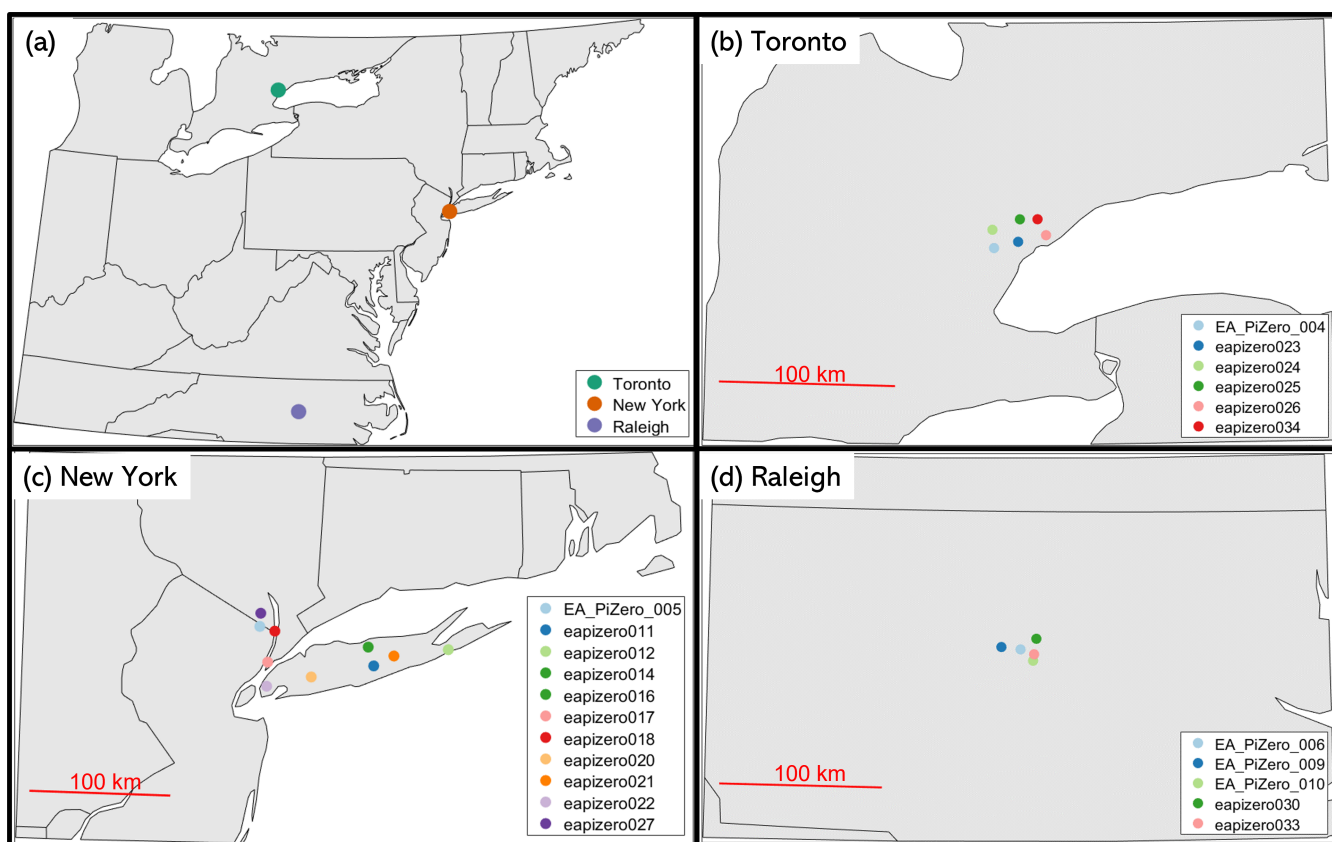 (a)
Toronto
New York
Raleigh
(b) Toronto
100 km
EA_PiZero_004
eapizero023
eapizero024
eapizero025
eapizero026
eapizero034
(c) New York
100 km
EA_PiZero_005
eapizero011
eapizero012
eapizero014
eapizero016
eapizero017
eapizero018
eapizero020
eapizero021
eapizero022
eapizero027
(d) Raleigh
100 km
EA_PiZero_006
EA_PiZero_009
EA_PiZero_010
eapizero030
eapizero033